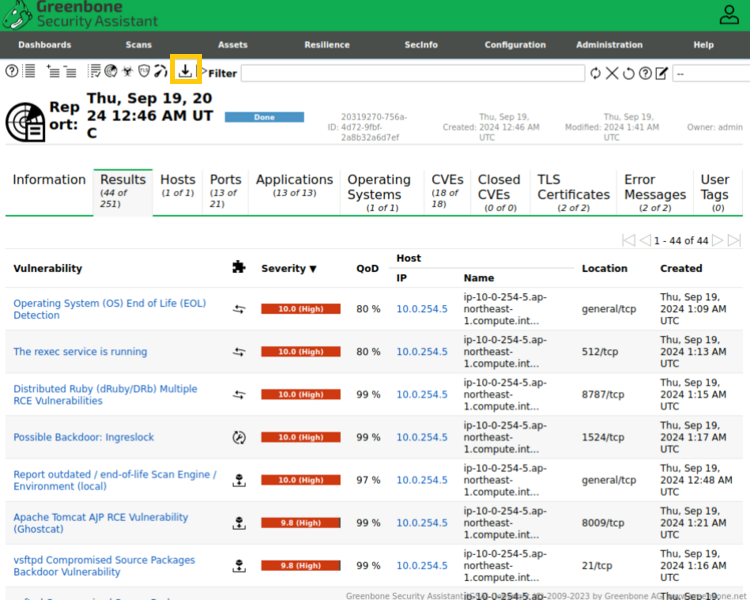 Greenbone
Security Assistant
Dashboards Scans Assets Resilience SecInfo Configuration Administration Help
Filter --
Rep
ort:
Thu, Sep 19, 20
24 12:46 AM UT
C
Done
ID:
20319270-756a-
4d72-9fbf-
2a8b32a6d7ef
Created:
Thu, Sep 19,
2024 12:46 AM
UTC
Modified:
Thu, Sep 19,
2024 1:41 AM
UTC
Owner: admin
Information
Results
(44 of
251)
Hosts
(1 of 1)
Ports
(13 of
21)
Applications
(13 of 13)
Operating
Systems
(1 of 1)
CVEs
(18 of
18)
Closed
CVEs
(0 of 0)
TLS
Certificates
(2 of 2)
Error
Messages
(2 of 2)
User
Tags
(0)
1 - 44 of 44
Vulnerability Severity ▼ QoD Host Location Created
IP Name
Operating System (OS) End of Life (EOL)
Detection
10.0 (High) 80 % 10.0.254.5
ip-10-0-254-5.ap-
northeast-
1.compute.int...
general/tcp
Thu, Sep 19,
2024 1:09 AM
UTC
The rexec service is running
10.0 (High) 80 % 10.0.254.5
ip-10-0-254-5.ap-
northeast-
1.compute.int...
512/tcp
Thu, Sep 19,
2024 1:13 AM
UTC
Distributed Ruby (dRuby/DRb) Multiple
RCE Vulnerabilities
10.0 (High) 99 % 10.0.254.5
ip-10-0-254-5.ap-
northeast-
1.compute.int...
8787/tcp
Thu, Sep 19,
2024 1:15 AM
UTC
Possible Backdoor: Ingreslock
10.0 (High) 99 % 10.0.254.5
ip-10-0-254-5.ap-
northeast-
1.compute.int...
1524/tcp
Thu, Sep 19,
2024 1:17 AM
UTC
Report outdated / end-of-life Scan Engine /
Environment (local)
10.0 (High) 97 % 10.0.254.5
ip-10-0-254-5.ap-
northeast-
1.compute.int...
general/tcp
Thu, Sep 19,
2024 12:48 AM
UTC
Apache Tomcat AJP RCE Vulnerability
(Ghostcat)
9.8 (High) 99 % 10.0.254.5
ip-10-0-254-5.ap-
northeast-
1.compute.int...
8009/tcp
Thu, Sep 19,
2024 1:21 AM
UTC
vsftpd Compromised Source Packages
Backdoor Vulnerability
9.8 (High) 99 % 10.0.254.5
ip-10-0-254-5.ap-
northeast-
1.compute.int...
21/tcp
Thu, Sep 19,
2024 1:16 AM
UTC
Greenbone Security Assistant 2009-2023 by Greenbone AG,